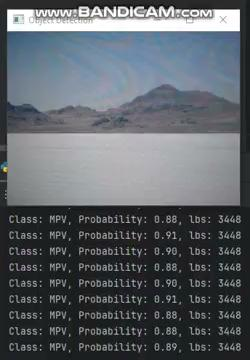 WWW.BANDICAM.COM
Object Detection
Class: MPV, Probability: 0.88, lbs: 3448
Class: MPV, Probability: 0.91, lbs: 3448
Class: MPV, Probability: 0.90, lbs: 3448
Class: MPV, Probability: 0.88, lbs: 3448
Class: MPV, Probability: 0.90, lbs: 3448
Class: MPV, Probability: 0.91, lbs: 3448
Class: MPV, Probability: 0.88, lbs: 3448
Class: MPV, Probability: 0.88, lbs: 3448
Class: MPV, Probability: 0.89, lbs: 3448